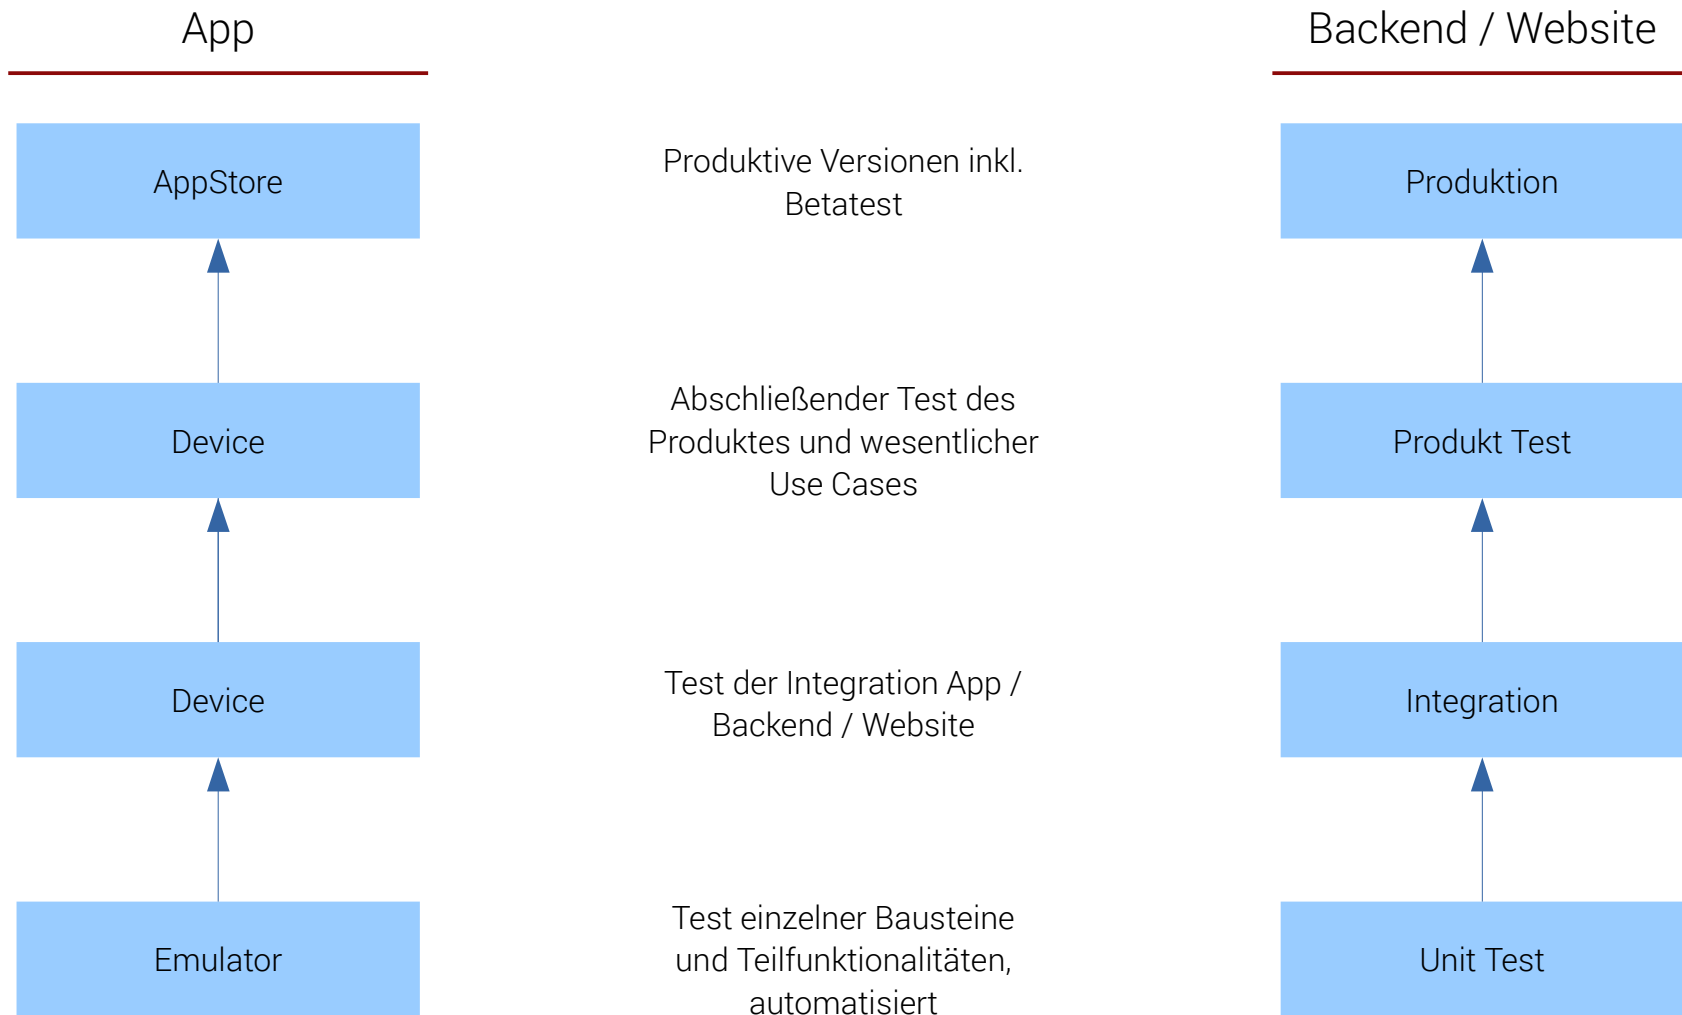 App
Backend / Website
AppStore
Produktive Versionen inkl.
Betatest
Produktion
Device
Abschließender Test des
Produktes und wesentlicher
Use Cases
Produkt Test
Device
Test der Integration App /
Backend / Website
Integration
Emulator
Test einzelner Bausteine
und Teilfunktionalitäten,
automatisiert
Unit Test